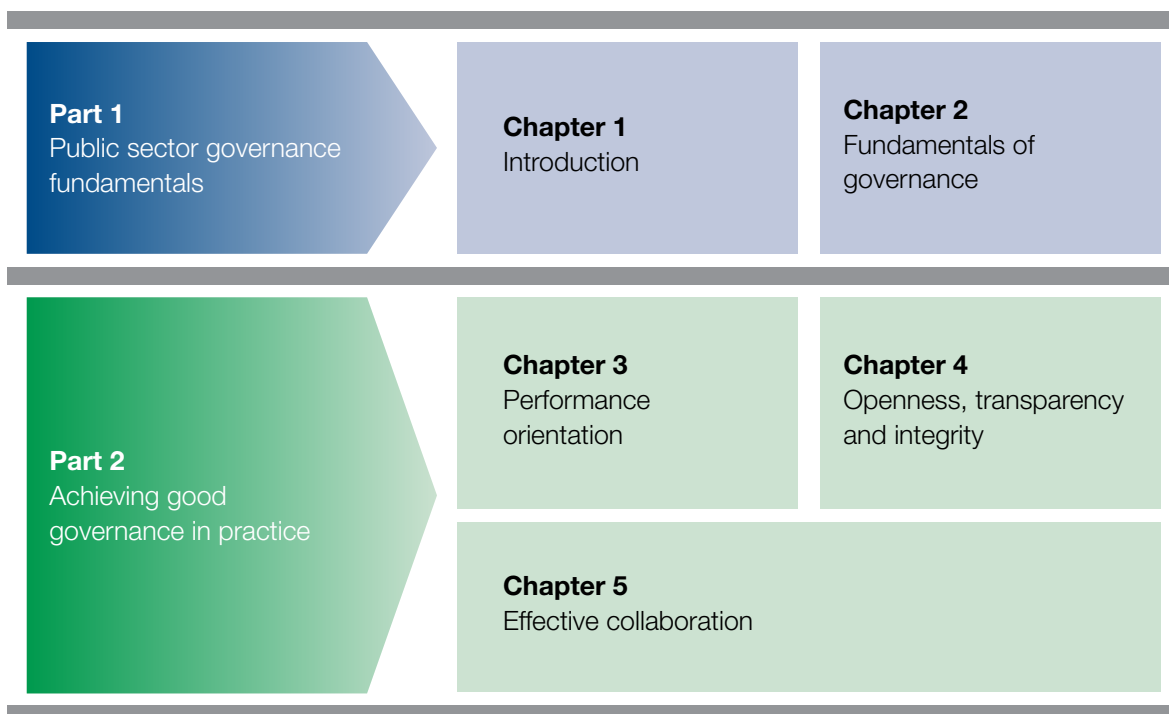 Part 1
Public sector governance
fundamentals
Chapter 1
Introduction
Chapter 2
Fundamentals of
governance
Part 2
Achieving good
governance in practice
Chapter 3
Performance
orientation
Chapter 4
Openness, transparency
and integrity
Chapter 5
Effective collaboration